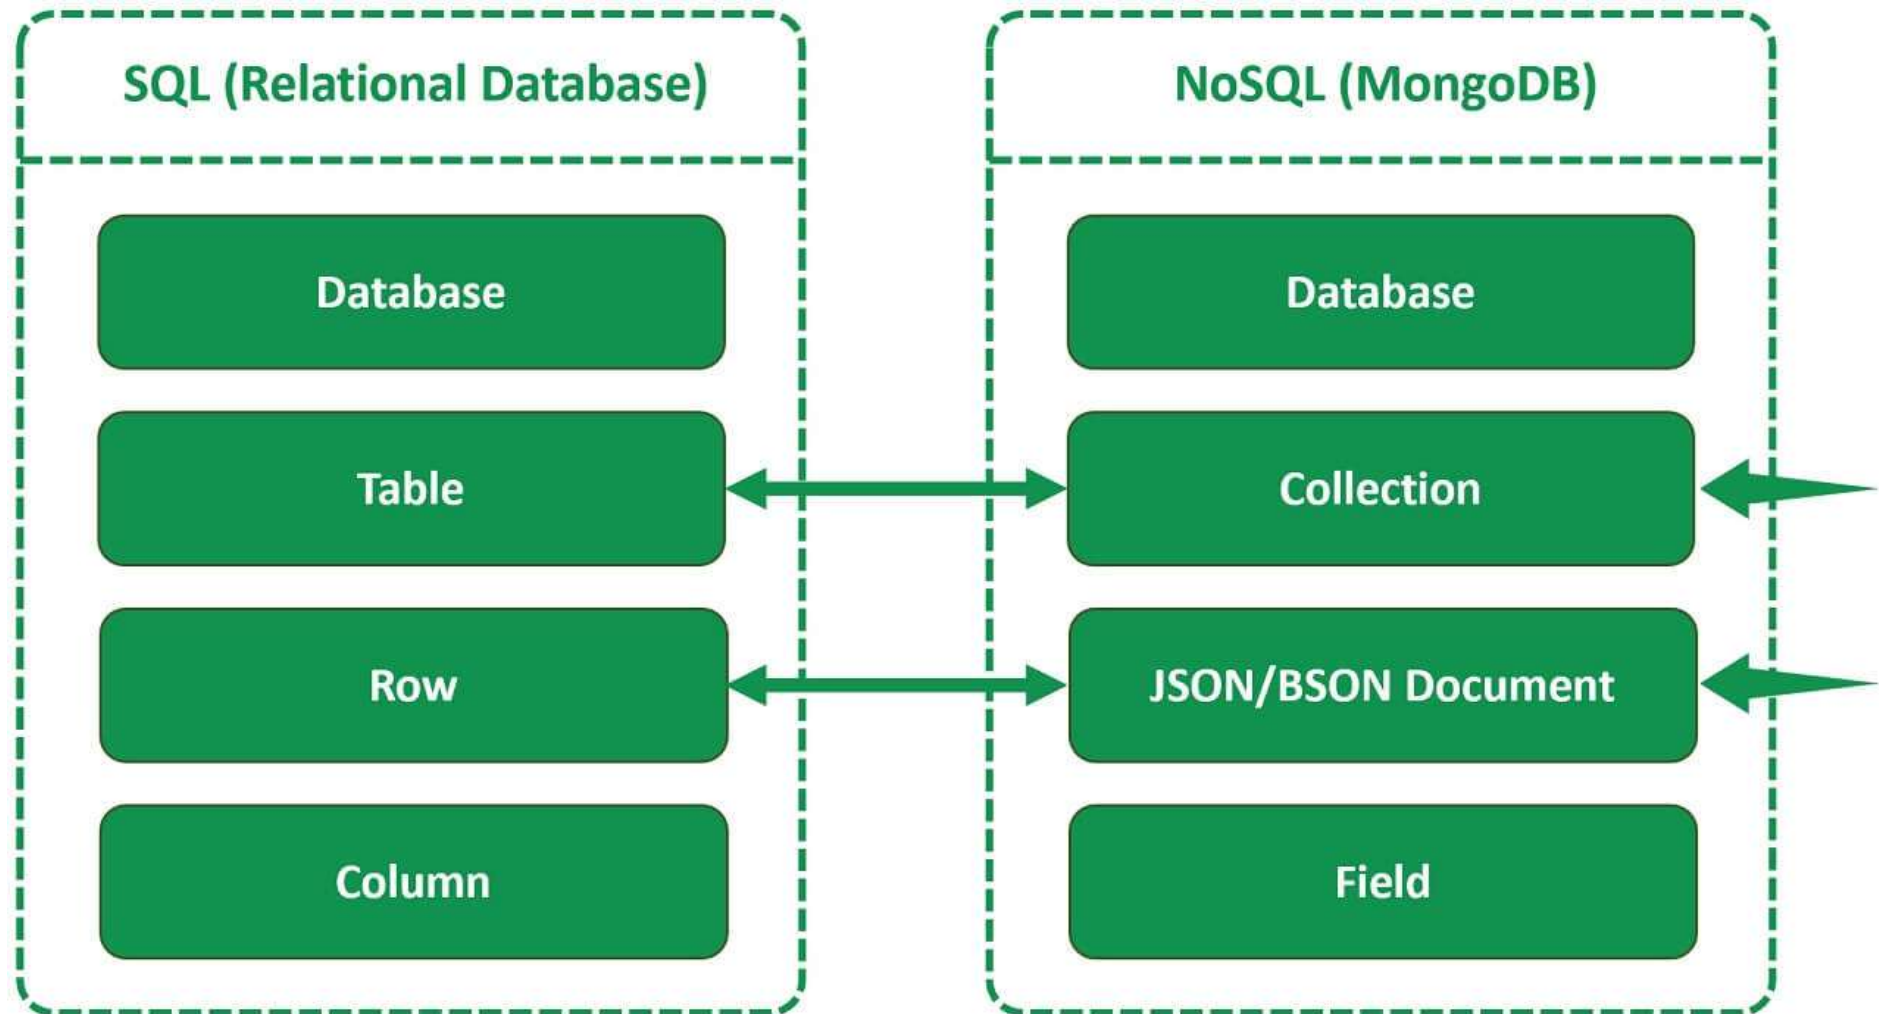 SQL (Relational Database)
Database
Table
Row
Column
NoSQL (MongoDB)
Database
Collection
JSON/BSON Document
Field